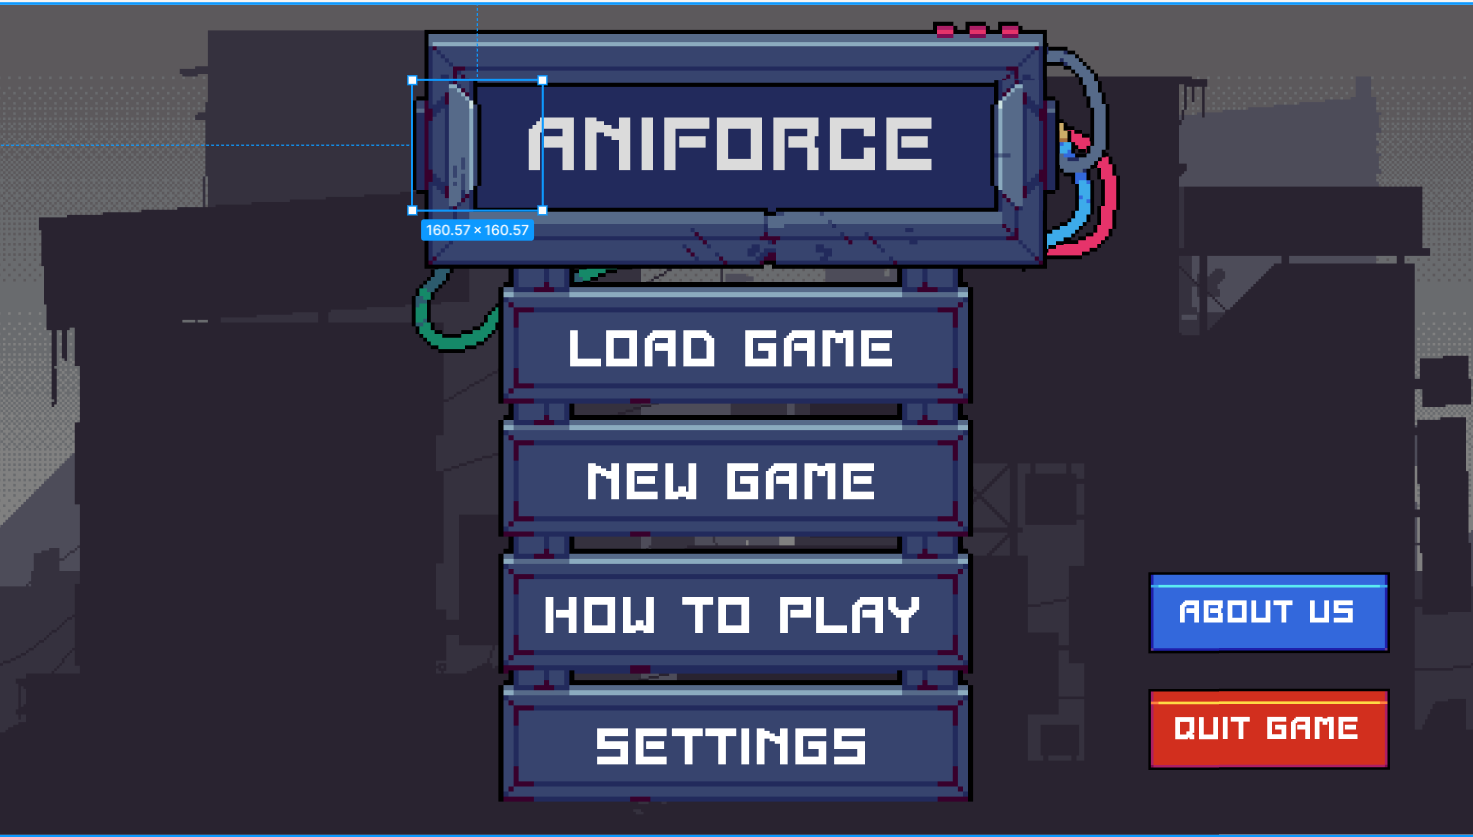 ANIFORCE
160.57 × 160.57
LOAD GAME
NEW GAME
HOW TO PLAY
ABOUT US
QUIT GAME
SETTINGS